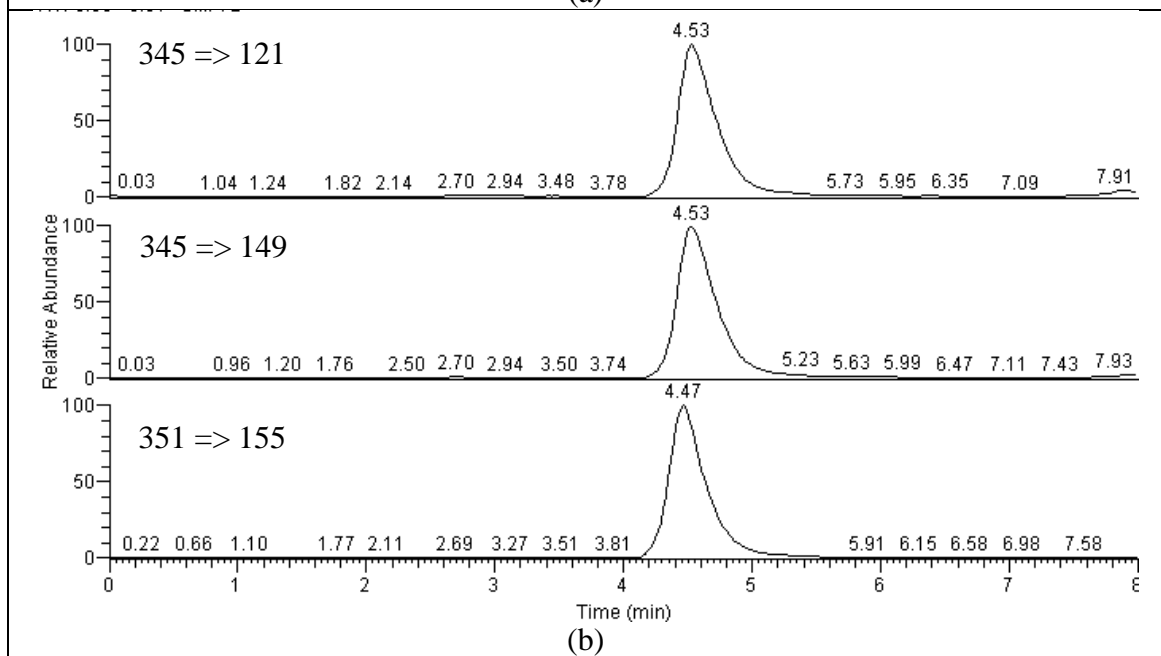 (a)
345 => 121
4.53
100
50
0
0.03 1.04 1.24 1.82 2.14 2.70 2.94 3.48 3.78 5.73 5.95 6.35 7.09 7.91
345 => 149
4.53
100
50
0
0.03 0.96 1.20 1.76 2.50 2.70 2.94 3.50 3.74 5.23 5.63 5.99 6.47 7.11 7.43 7.93
Relative Abundance
351 => 155
4.47
100
50
0
0.22 0.66 1.10 1.77 2.11 2.69 3.27 3.51 3.81 5.91 6.15 6.58 6.98 7.58
0 1 2 3 4 5 6 7 8
Time (min)
(b)